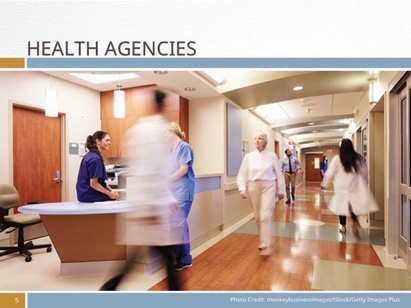 HEALTH AGENCIES
5
Photo Credit: monkeybusinessimages/iStock/Getty Images Plus